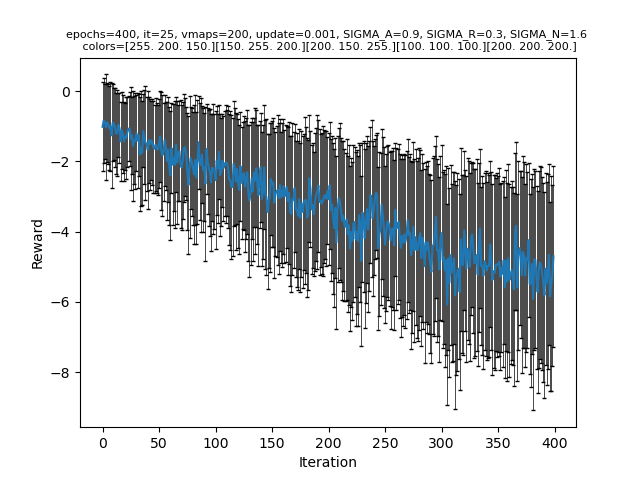 epochs=400, it=25, vmaps=200, update=0.001, SIGMA_A=0.9, SIGMA_R=0.3, SIGMA_N=1.6
colors=[255. 200. 150.][150. 255. 200.][200. 150. 255.][100. 100. 100.][200. 200. 200.]
0
−2
−4
−6
−8
Reward
0 50 100 150 200 250 300 350 400
Iteration